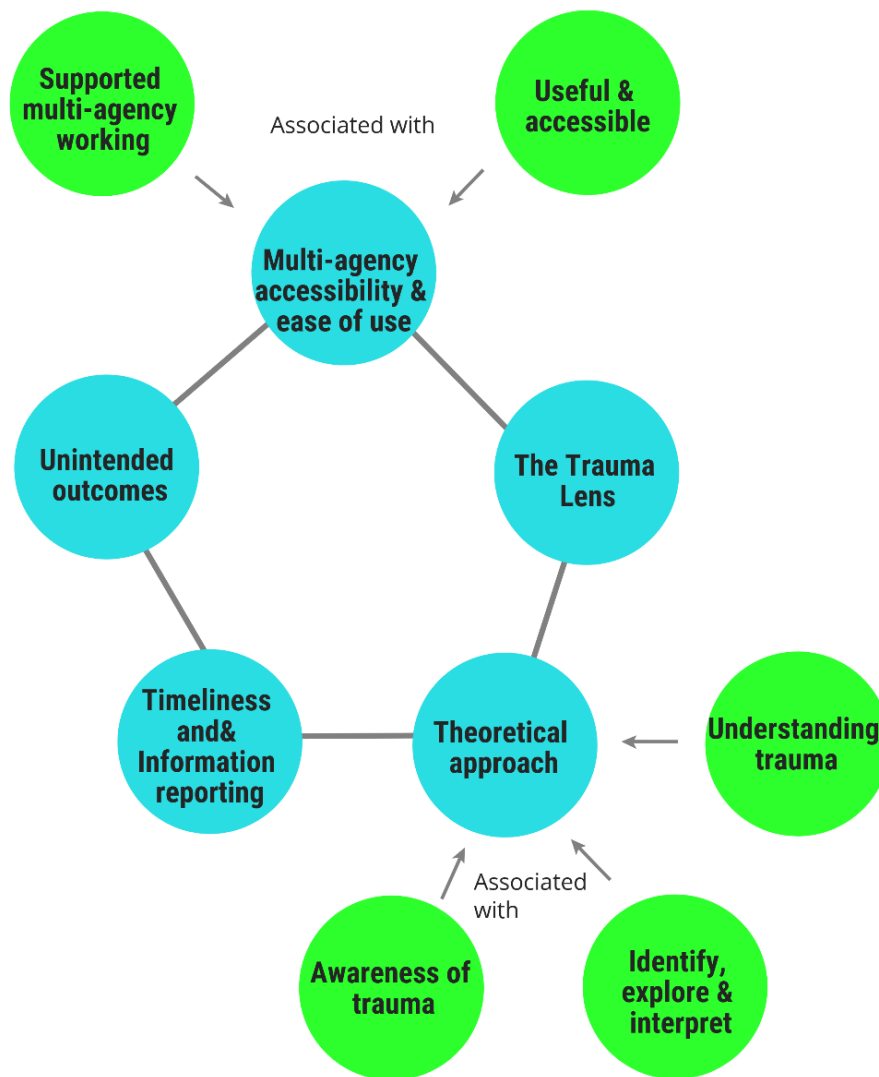 Supported
multi-agency
working
Associated with
Useful &
accessible
Multi-agency
accessibility &
ease of use
Unintended
outcomes
The Trauma
Lens
Timeliness
and&
Information
reporting
Theoretical
approach
Understanding
trauma
Associated
with
Awareness of
trauma
Identify,
explore &
interpret